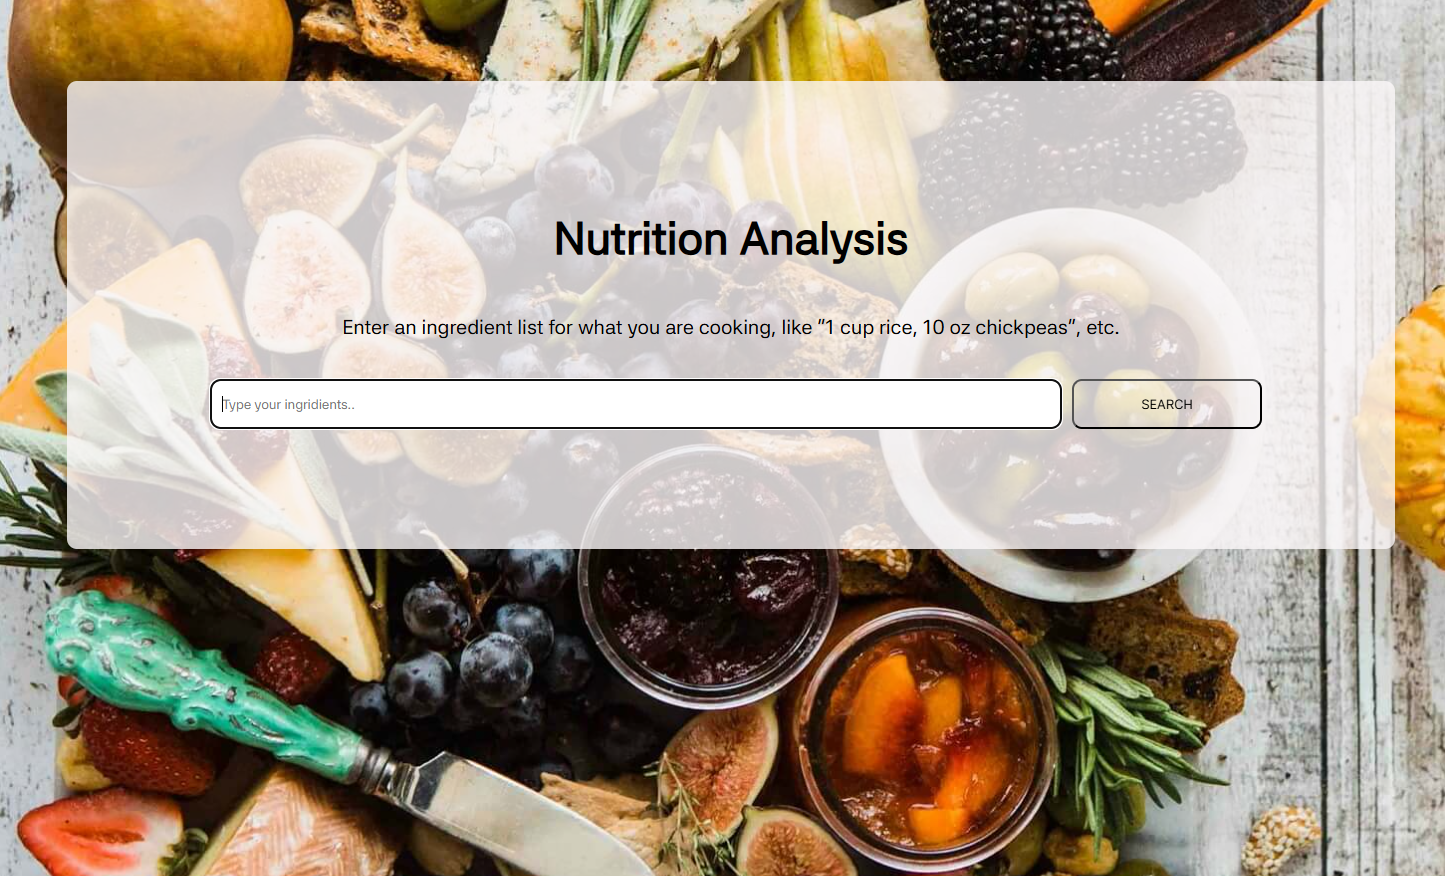 Nutrition Analysis
Enter an ingredient list for what you are cooking, like "1 cup rice, 10 oz chickpeas", etc.
Type your ingridients..
SEARCH